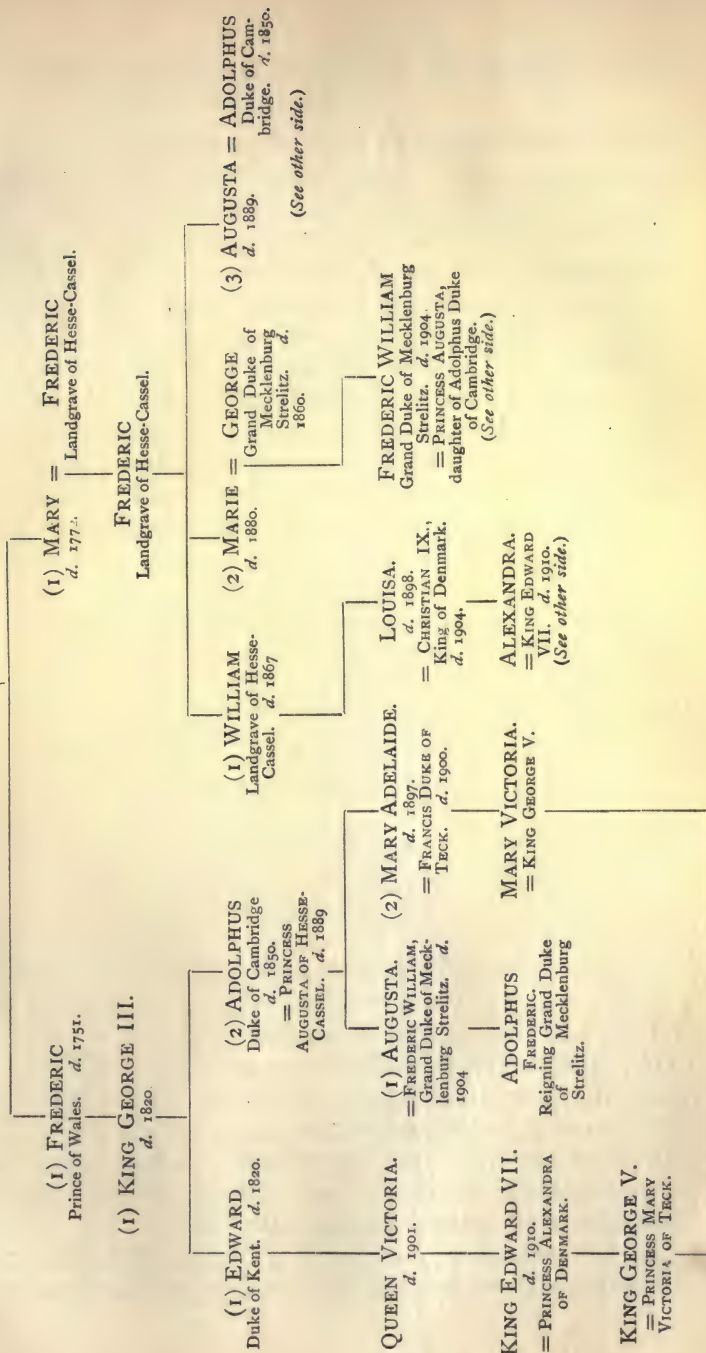 (1) FREDERIC
Prince of Wales. d. 1751.
(1) MARY = FREDERIC
d. 1772. Landgrave of Hesse-Cassel.
(1) KING GEORGE III.
d. 1820
FREDERIC
Landgrave of Hesse-Cassel.
(1) EDWARD
Duke of Kent. d. 1820.
(2) ADOLPHUS
Duke of Cambridge
d. 1850.
= PRINCESS
AUGUSTA OF HESSE-
CASSEL. d. 1889
(1) WILLIAM
Landgrave of Hesse-
Cassel. d. 1867
(2) MARIE = GEORGE
d. 1880. Grand Duke of
Mecklenburg
Strelitz. d.
1860.
(3) AUGUSTA = ADOLPHUS
d. 1889. Duke of Cam-
bridge. d. 1850.
(See other side.)
QUEEN VICTORIA.
d. 1901.
(1) AUGUSTA.
= FREDERIC WILLIAM,
Grand Duke of Meck-
lenburg Strelitz. d.
1904
(2) MARY ADELAIDE.
d. 1897.
= FRANCIS DUKE OF
TECK. d. 1900.
LOUISA.
d. 1898.
= CHRISTIAN IX.,
King of Denmark.
d. 1904.
FREDERIC WILLIAM
Grand Duke of Mecklenburg
Strelitz. d. 1904
= PRINCESS AUGUSTA,
daughter of Adolphus Duke
of Cambridge.
(See other side.)
KING EDWARD VII.
d. 1910.
= PRINCESS ALEXANDRA
OF DENMARK.
ADOLPHUS
FREDERIC.
Reigning Grand Duke
of Mecklenburg
Strelitz.
MARY VICTORIA.
= KING GEORGE V.
ALEXANDRA.
= KING EDWARD
VII. d. 1910.
(See other side.)
KING GEORGE V.
= PRINCESS MARY
VICTORIA OF TECK.